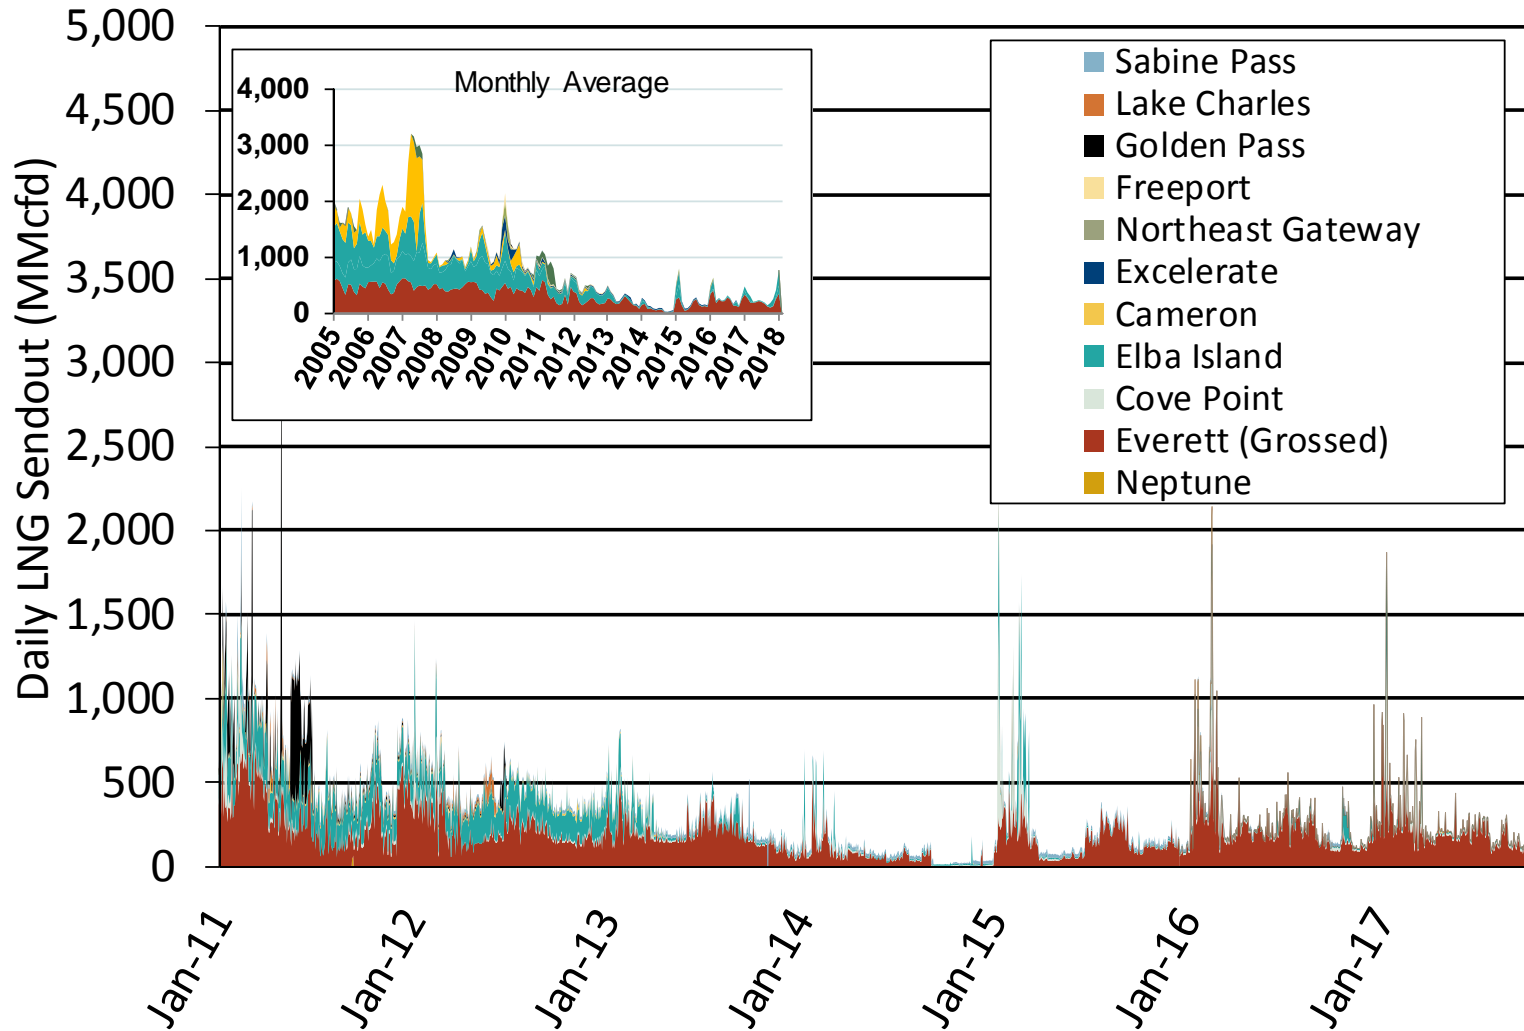 Daily LNG Sendout (MMcfd)
5,000
4,500
4,000
3,500
3,000
2,500
2,000
1,500
1,000
500
0
Monthly Average
4,000
3,000
2,000
1,000
0
2005 2006 2007 2008 2009 2010 2011 2012 2013 2014 2015 2016 2017 2018
Sabine Pass
Lake Charles
Golden Pass
Freeport
Northeast Gateway
Excelerate
Cameron
Elba Island
Cove Point
Everett (Grossed)
Neptune
Jan-11 Jan-12 Jan-13 Jan-14 Jan-15 Jan-16 Jan-17